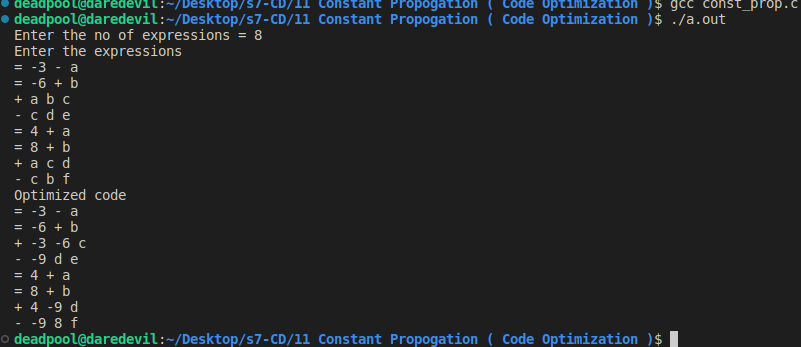 deadpool@daredevil:~/Desktop/s7-CD/11 Constant Propogation ( Code Optimization )$ gcc const_prop.c
deadpool@daredevil:~/Desktop/s7-CD/11 Constant Propogation ( Code Optimization )$ ./a.out
Enter the no of expressions = 8
Enter the expressions
= -3 - a
= -6 + b
+ a b c
- c d e
= 4 + a
= 8 + b
+ a c d
- c b f
Optimized code
= -3 - a
= -6 + b
+ -3 -6 c
- -9 d e
= 4 + a
= 8 + b
+ 4 -9 d
- -9 8 f
deadpool@daredevil:~/Desktop/s7-CD/11 Constant Propogation ( Code Optimization )$